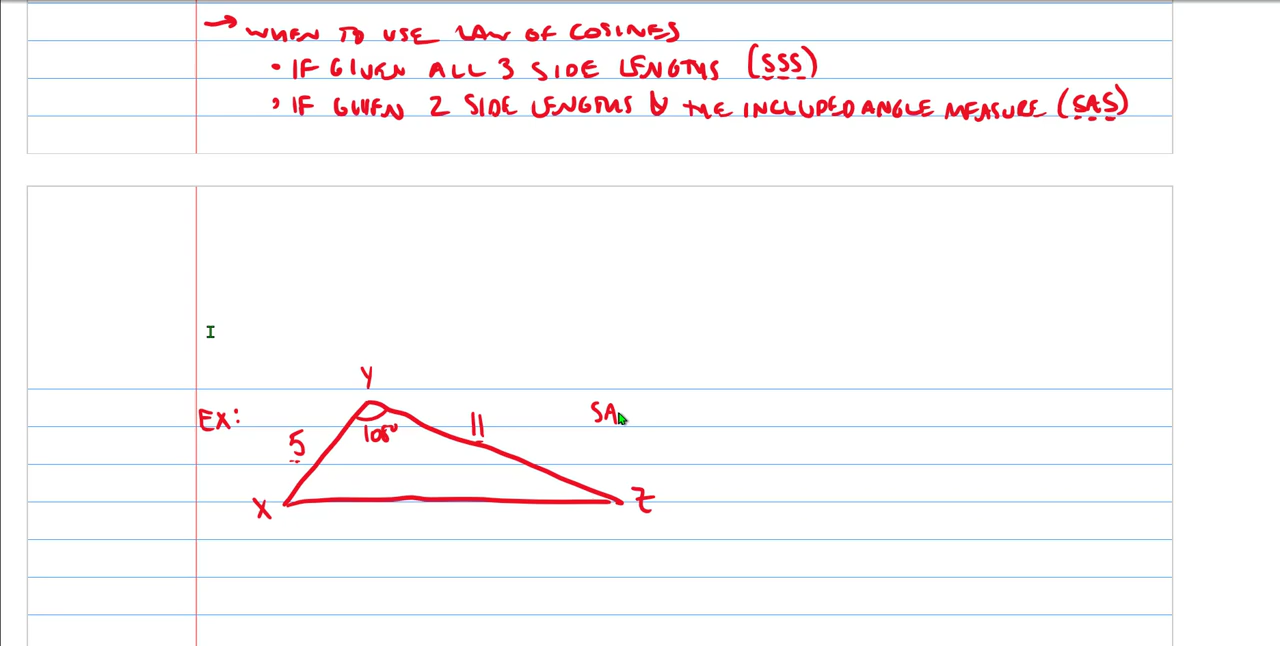 → WHEN TO USE LAW OF COSINES
• IF GIVEN ALL 3 SIDE LENGTHS (SSS)
• IF GIVEN 2 SIDE LENGTHS & THE INCLUDED ANGLE MEASURE (SAS)
Y
EX:
5
11
SA
X
Z